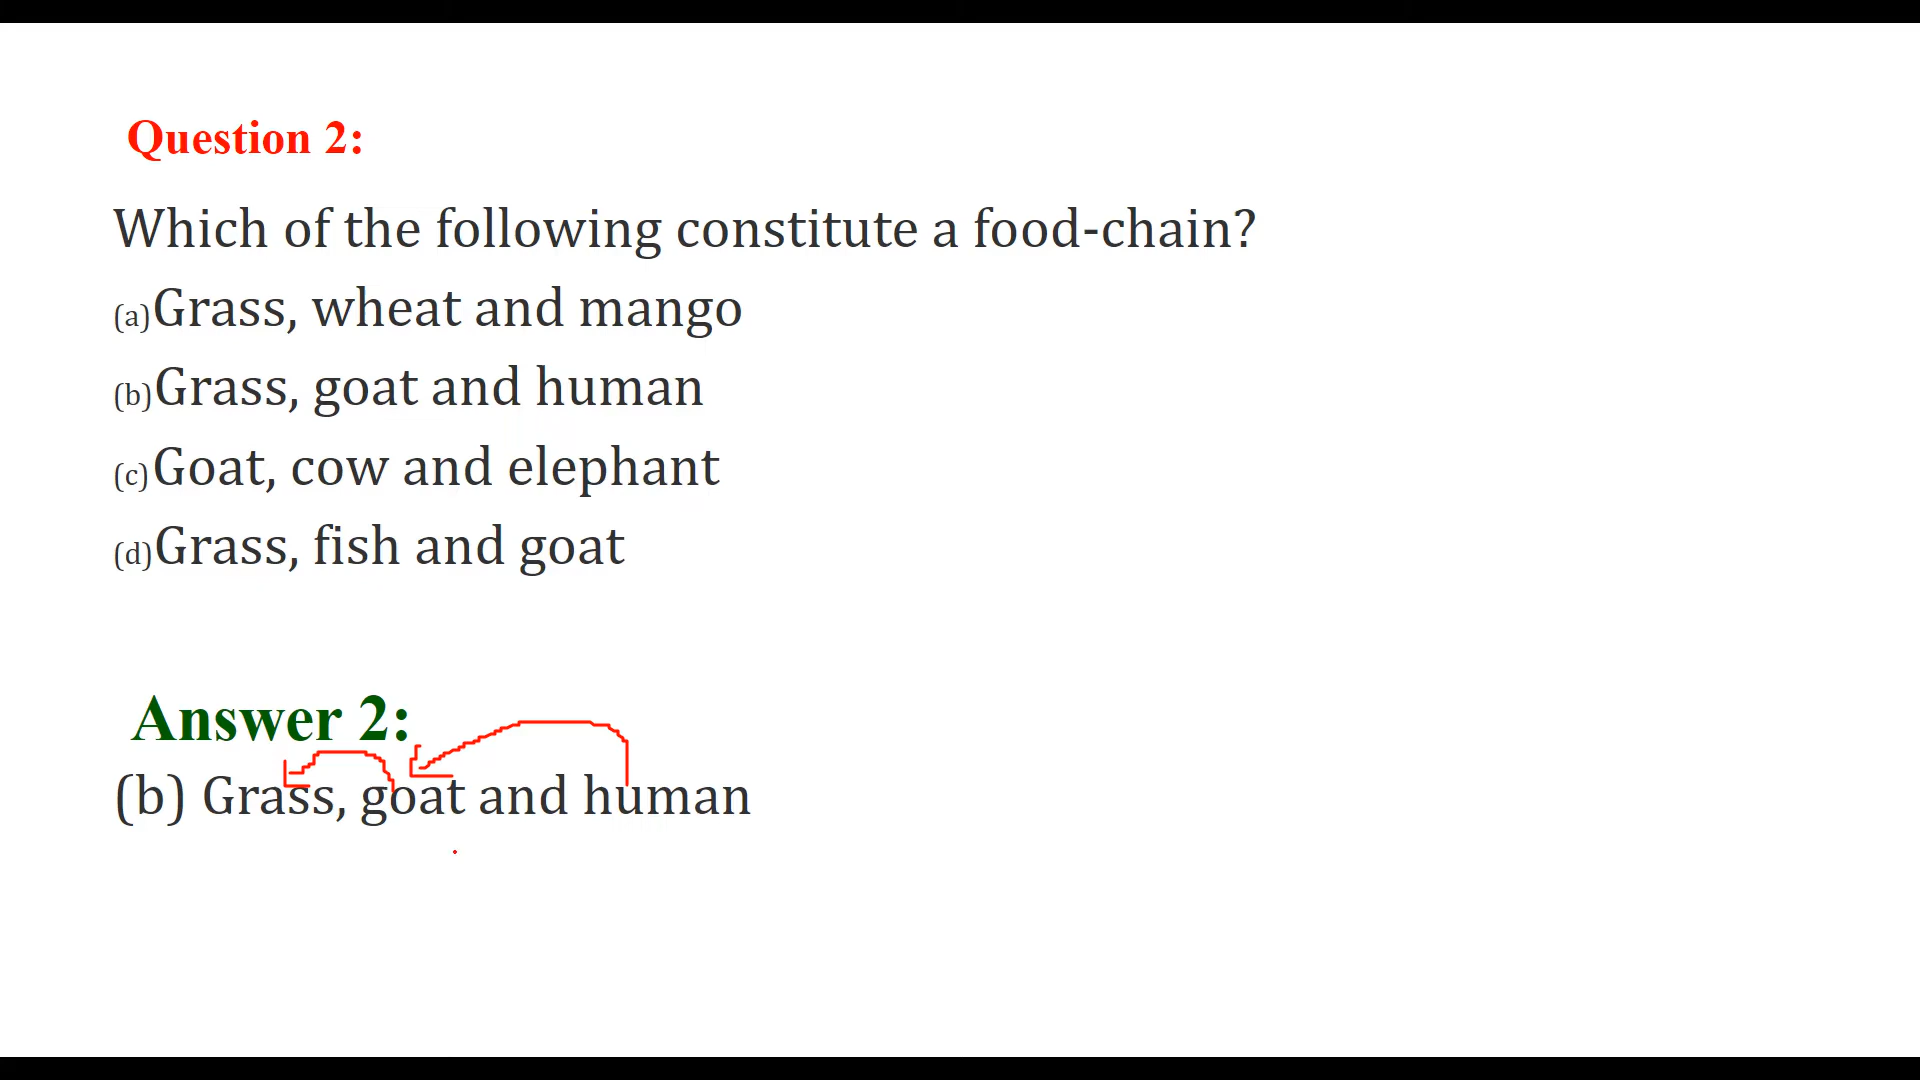 Question 2:
Which of the following constitute a food-chain?
(a)Grass, wheat and mango
(b)Grass, goat and human
(c)Goat, cow and elephant
(d)Grass, fish and goat
Answer 2:
(b) Grass, goat and human